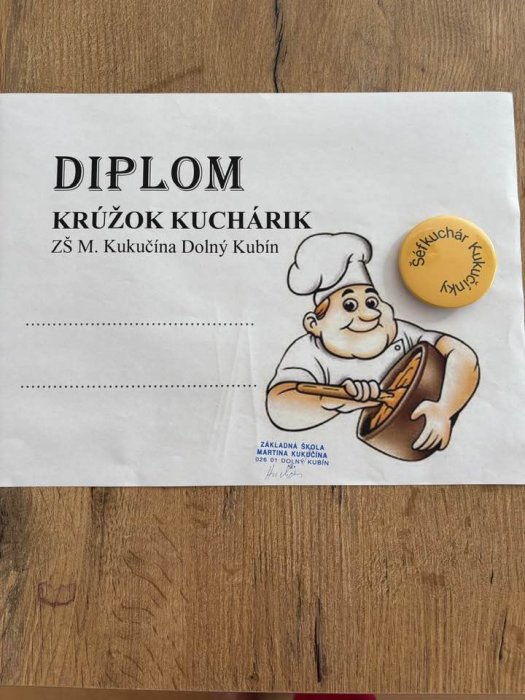 DIPLOM
KRÚŽOK KUCHÁRIK
ZŠ M. Kukučína Dolný Kubín
Šéfkuchár Kukučínky
ZÁKLADNÁ ŠKOLA
MARTINA KUKUČÍNA
026 01 DOLNÝ KUBÍN